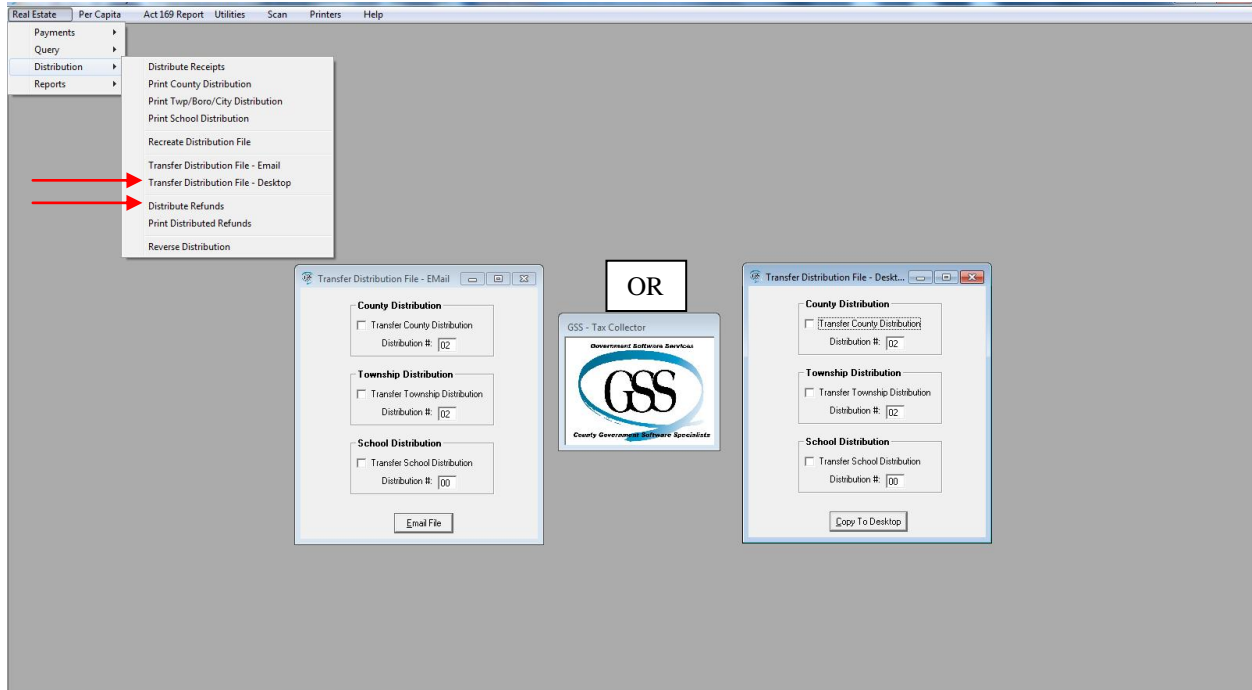 Real Estate Per Capita Act 169 Report Utilities Scan Printers Help
Payments
Query
Distribution
Reports
Distribute Receipts
Print County Distribution
Print Twp/Boro/City Distribution
Print School Distribution
Recreate Distribution File
Transfer Distribution File - Email
Transfer Distribution File - Desktop
Distribute Refunds
Print Distributed Refunds
Reverse Distribution
Transfer Distribution File - EMail
County Distribution
Transfer County Distribution
Distribution #: 02
Township Distribution
Transfer Township Distribution
Distribution #: 02
School Distribution
Transfer School Distribution
Distribution #: 00
Email File
OR
GSS - Tax Collector
Government Software Services
GSS
County Government Software Specialists
Transfer Distribution File - Deskt...
County Distribution
Transfer County Distribution
Distribution #: 02
Township Distribution
Transfer Township Distribution
Distribution #: 02
School Distribution
Transfer School Distribution
Distribution #: 00
Copy To Desktop